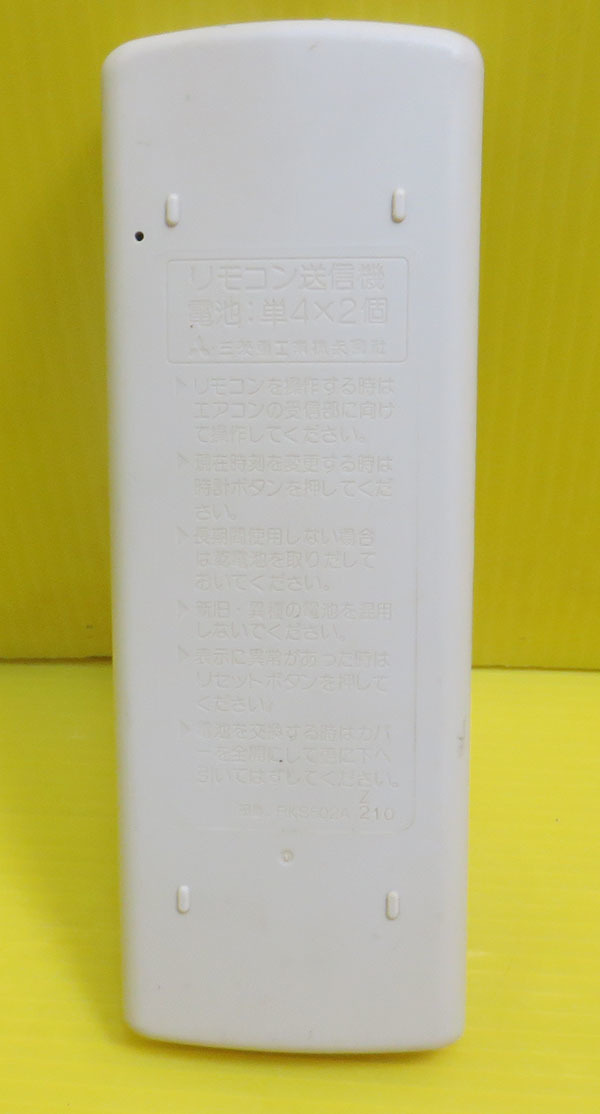 リモコン送信機
電池：単4×2個
三菱重工業株式会社
リモコンを操作する時は
エアコンの受信部に向け
て操作してください。
現在時刻を変更する時は
時計ボタンを押してくだ
さい。
長期間使用しない場合
は乾電池を取りだして
おいてください。
新旧・異種の電池を混用
しないでください。
表示に異常があった時は
リセットボタンを押して
ください。
電池を交換する時はカバ
ーを全開にして更に下へ
引いてはずしてください。
RKS502A
210